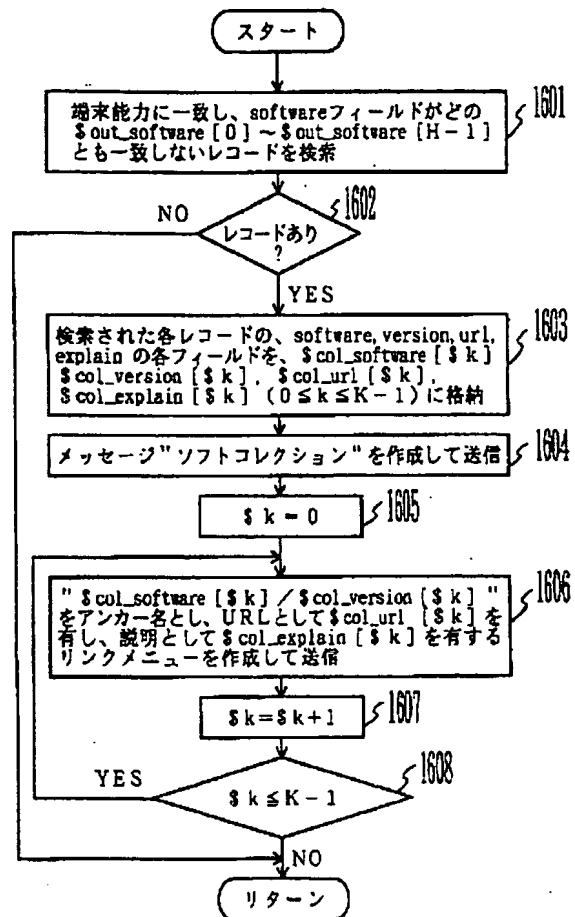 スタート
端末能力に一致し、softwareフィールドがどの
$out_software [0] ~ $out_software [H-1]
とも一致しないレコードを検索
1601
1602
NO
レコードあり
?
YES
検索された各レコードの、software, version, url,
explain の各フィールドを、$col_software [$k]
$col_version [$k] , $col_url [$k] ,
$col_explain [$k] (0≦k≦K-1) に格納
1603
メッセージ"ソフトコレクション"を作成して送信
1604
$k = 0
1605
" $col_software [$k] / $col_version [$k] "
をアンカー名とし、URLとして$col_url [$k] を
有し、説明として$col_explain [$k] を有する
リンクメニューを作成して送信
1606
$k=$k+1
1607
YES
1608
$k≦K-1
NO
リターン